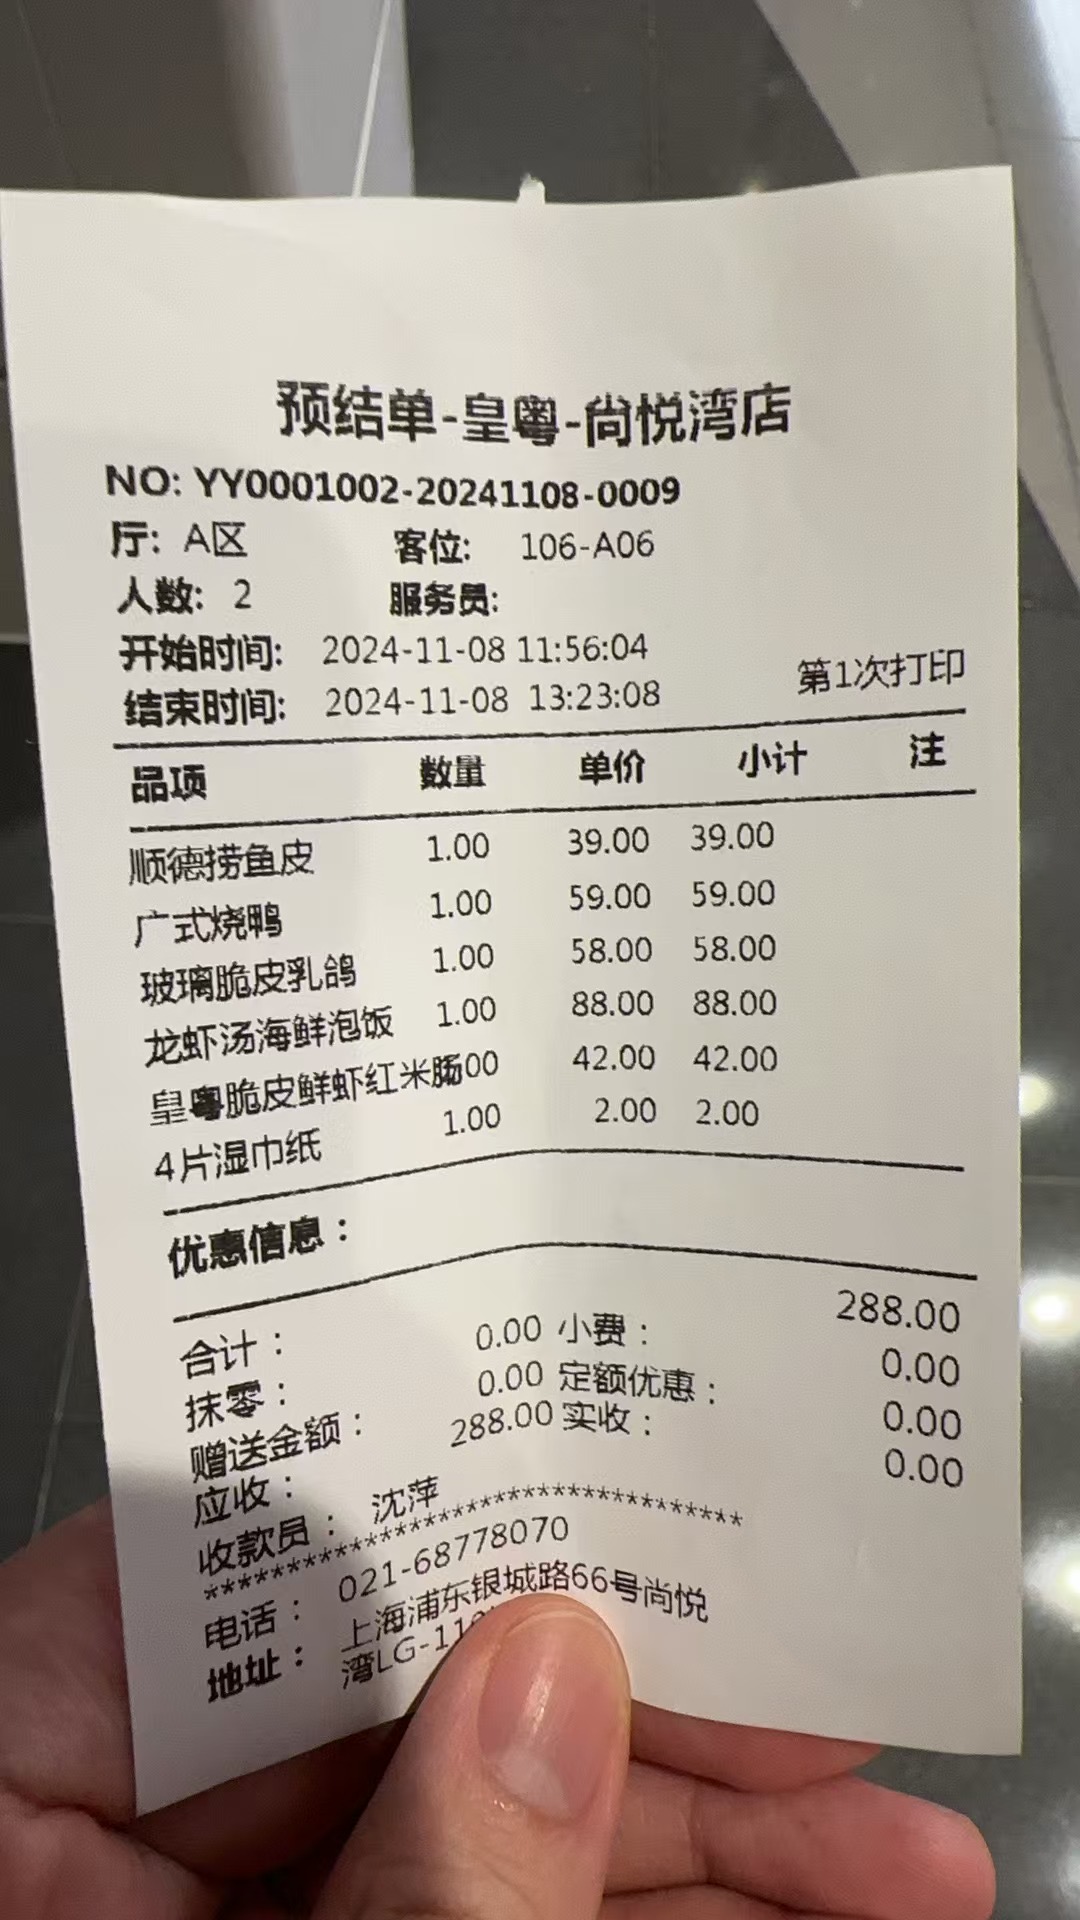 预结单-皇粤-尚悦湾店
NO: YY0001002-20241108-0009
厅: A区 客位: 106-A06
人数: 2 服务员:
开始时间: 2024-11-08 11:56:04
结束时间: 2024-11-08 13:23:08 第1次打印
品项 数量 单价 小计 注
顺德捞鱼皮 1.00 39.00 39.00
广式烧鸭 1.00 59.00 59.00
玻璃脆皮乳鸽 1.00 58.00 58.00
龙虾汤海鲜泡饭 1.00 88.00 88.00
皇粤脆皮鲜虾红米肠 .00 42.00 42.00
4片湿巾纸 1.00 2.00 2.00
优惠信息:
合计: 288.00
抹零: 0.00 小费: 0.00
赠送金额: 0.00 定额优惠: 0.00
应收: 288.00 实收: 0.00
收款员: 沈萍
********************************
电话: 021-68778070
地址: 上海浦东银城路66号尚悦
湾LG-11